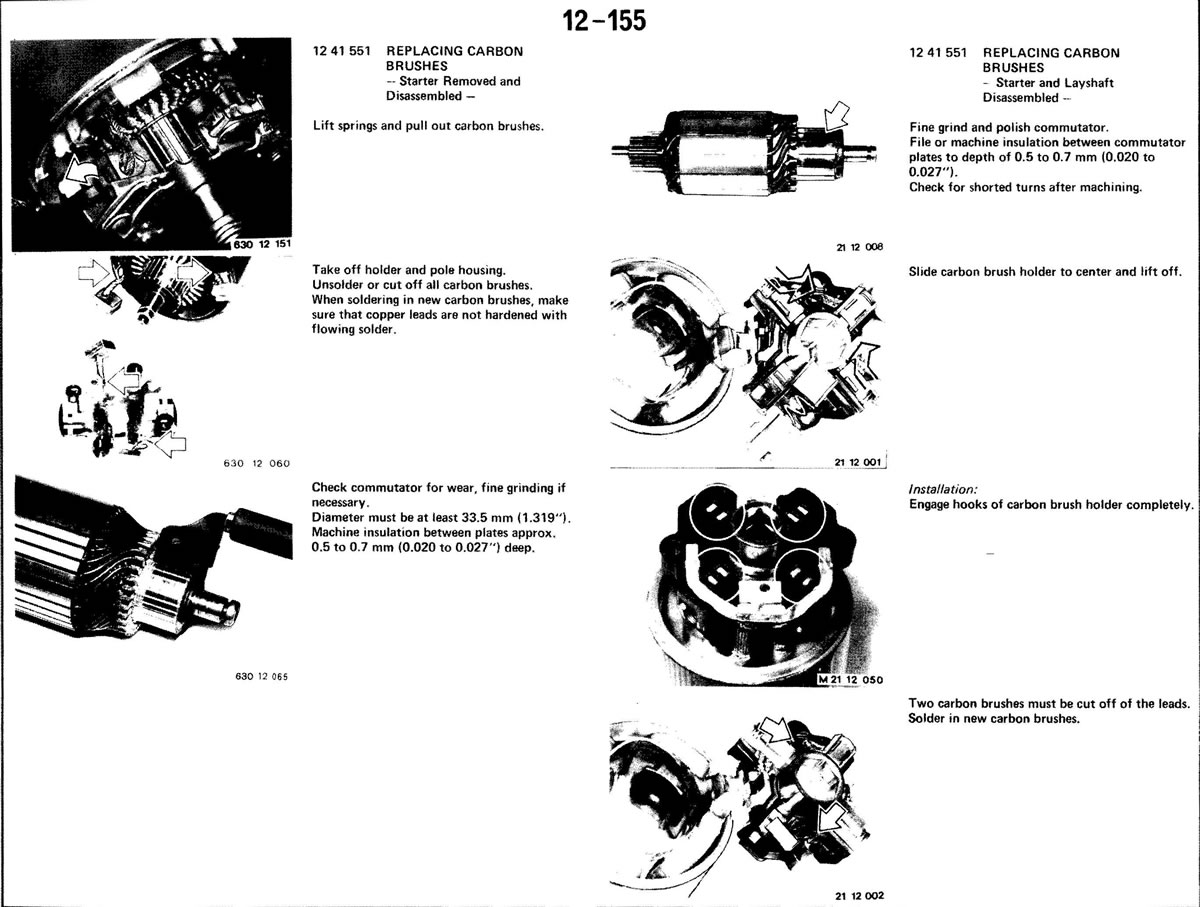 12-155
12 41 551 REPLACING CARBON
BRUSHES
-- Starter Removed and
Disassembled —
Lift springs and pull out carbon brushes.
630 12 151
Take off holder and pole housing.
Unsolder or cut off all carbon brushes.
When soldering in new carbon brushes, make
sure that copper leads are not hardened with
flowing solder.
630 12 060
Check commutator for wear, fine grinding if
necessary.
Diameter must be at least 33.5 mm (1.319").
Machine insulation between plates approx.
0.5 to 0.7 mm (0.020 to 0.027") deep.
630 12 065
12 41 551 REPLACING CARBON
BRUSHES
- Starter and Layshaft
Disassembled --
Fine grind and polish commutator.
File or machine insulation between commutator
plates to depth of 0.5 to 0.7 mm (0.020 to
0.027").
Check for shorted turns after machining.
21 12 008
Slide carbon brush holder to center and lift off.
21 12 001
Installation:
Engage hooks of carbon brush holder completely.
M 21 12 050
Two carbon brushes must be cut off of the leads.
Solder in new carbon brushes.
21 12 002